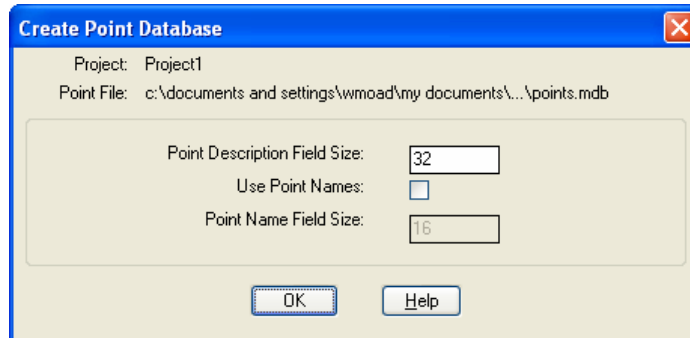 Create Point Database
Project: Project1
Point File: c:\documents and settings\wmoad\my documents\...\points.mdb
Point Description Field Size: 32
Use Point Names:
Point Name Field Size: 16
OK Help